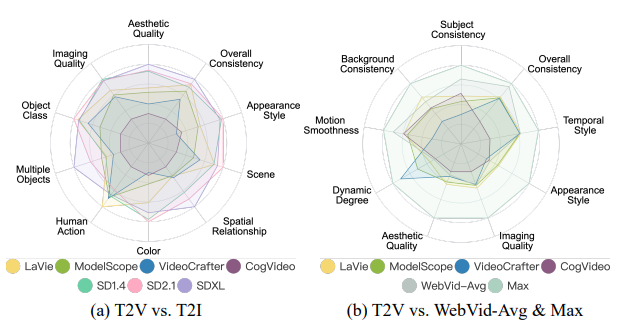 Aesthetic
Quality
Overall
Consistency
Appearance
Style
Scene
Spatial
Relationship
Color
Human
Action
Multiple
Objects
Object
Class
Imaging
Quality
LaVie ModelScope VideoCrafter CogVideo
SD1.4 SD2.1 SDXL
(a) T2V vs. T2I
Subject
Consistency
Overall
Consistency
Temporal
Style
Appearance
Style
Imaging
Quality
Aesthetic
Quality
Dynamic
Degree
Motion
Smoothness
Background
Consistency
LaVie ModelScope VideoCrafter CogVideo
WebVid-Avg Max
(b) T2V vs. WebVid-Avg & Max